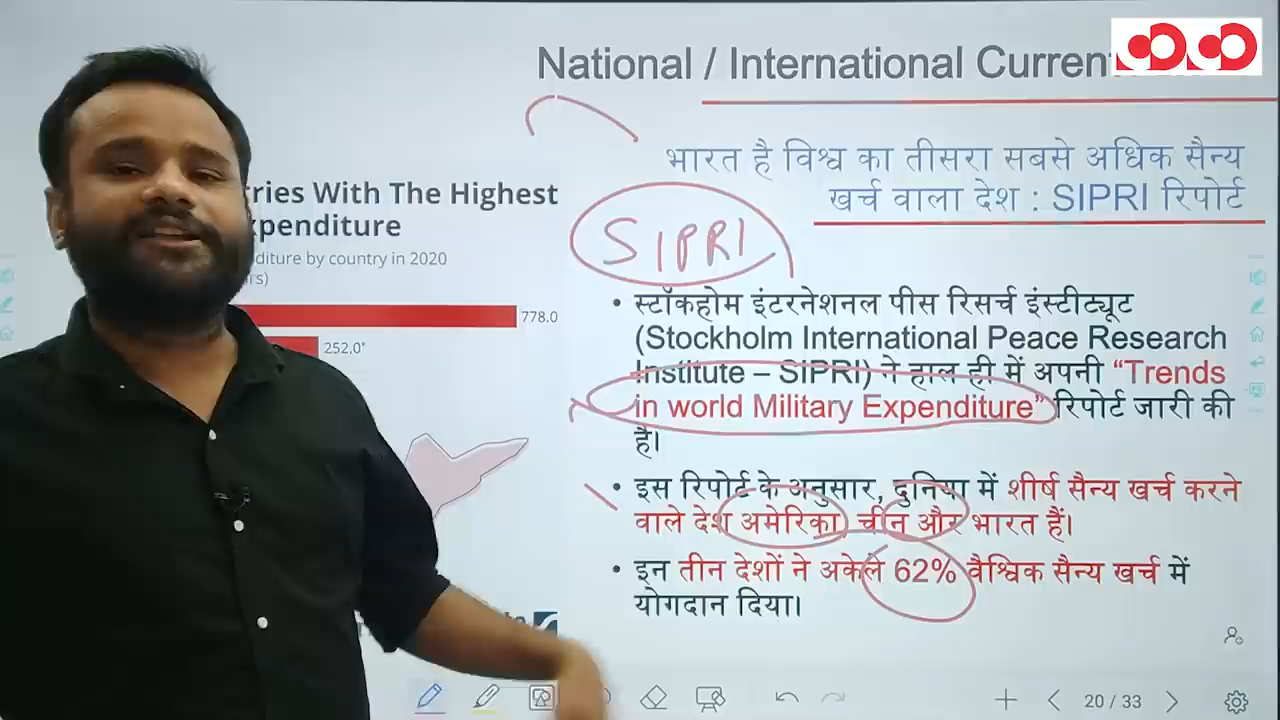 National / International Current
भारत है विश्व का तीसरा सबसे अधिक सैन्य
खर्च वाला देश : SIPRI रिपोर्ट
ries With The Highest
xpenditure
diture by country in 2020
rs)
778.0
252.0*
SIPRI
• स्टॉकहोम इंटरनेशनल पीस रिसर्च इंस्टीट्यूट
(Stockholm International Peace Research
Institute – SIPRI) ने हाल ही में अपनी “Trends
in world Military Expenditure” रिपोर्ट जारी की
है।
• इस रिपोर्ट के अनुसार, दुनिया में शीर्ष सैन्य खर्च करने
वाले देश अमेरिका, चीन और भारत हैं।
• इन तीन देशों ने अकेले 62% वैश्विक सैन्य खर्च में
योगदान दिया।
20 / 33